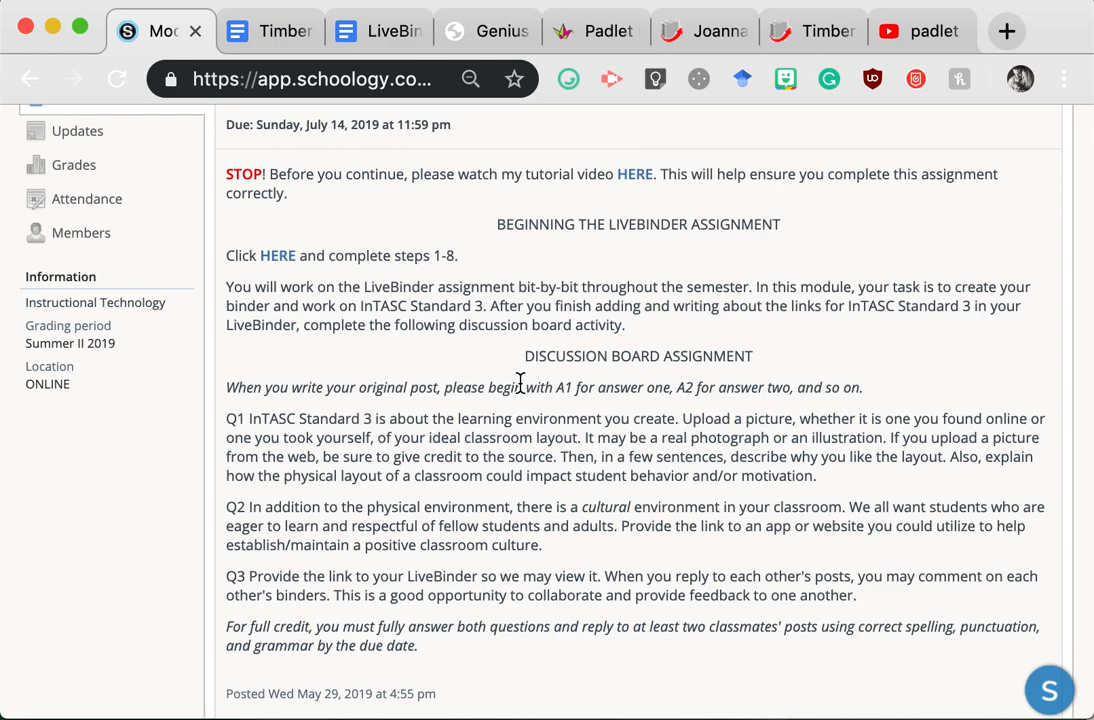 Moc
Timber
LiveBin
Genius
Padlet
Joanna
Timber
padlet
https://app.schoology.co...
Updates
Grades
Attendance
Members
Information
Instructional Technology
Grading period
Summer II 2019
Location
ONLINE
Due: Sunday, July 14, 2019 at 11:59 pm
STOP! Before you continue, please watch my tutorial video HERE. This will help ensure you complete this assignment
correctly.
BEGINNING THE LIVEBINDER ASSIGNMENT
Click HERE and complete steps 1-8.
You will work on the LiveBinder assignment bit-by-bit throughout the semester. In this module, your task is to create your
binder and work on InTASC Standard 3. After you finish adding and writing about the links for InTASC Standard 3 in your
LiveBinder, complete the following discussion board activity.
DISCUSSION BOARD ASSIGNMENT
When you write your original post, please begin with A1 for answer one, A2 for answer two, and so on.
Q1 InTASC Standard 3 is about the learning environment you create. Upload a picture, whether it is one you found online or
one you took yourself, of your ideal classroom layout. It may be a real photograph or an illustration. If you upload a picture
from the web, be sure to give credit to the source. Then, in a few sentences, describe why you like the layout. Also, explain
how the physical layout of a classroom could impact student behavior and/or motivation.
Q2 In addition to the physical environment, there is a cultural environment in your classroom. We all want students who are
eager to learn and respectful of fellow students and adults. Provide the link to an app or website you could utilize to help
establish/maintain a positive classroom culture.
Q3 Provide the link to your LiveBinder so we may view it. When you reply to each other's posts, you may comment on each
other's binders. This is a good opportunity to collaborate and provide feedback to one another.
For full credit, you must fully answer both questions and reply to at least two classmates' posts using correct spelling, punctuation,
and grammar by the due date.
Posted Wed May 29, 2019 at 4:55 pm
S